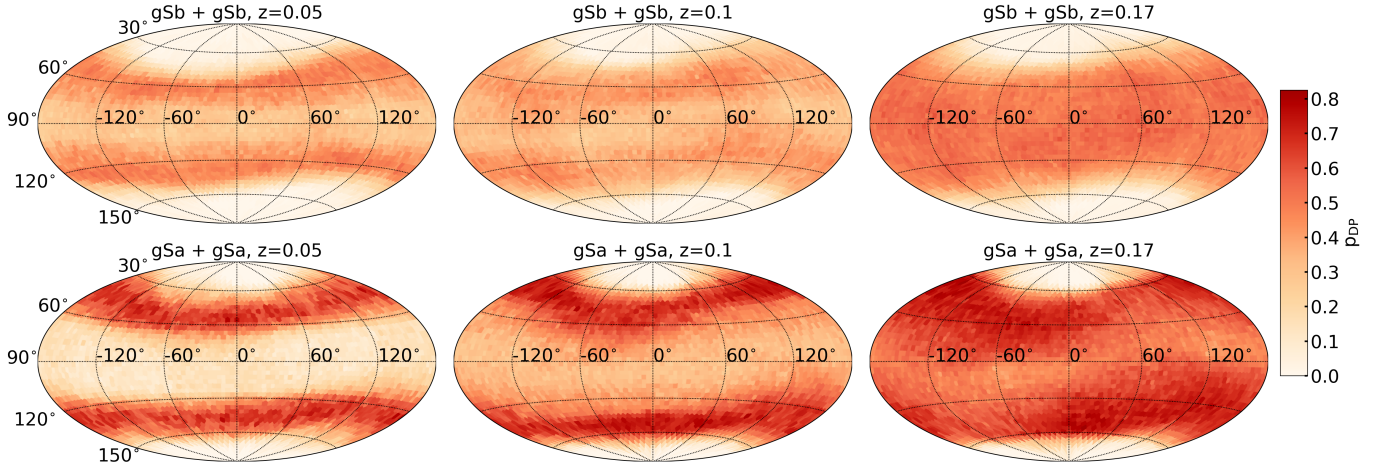 gSb + gSb, z=0.05
gSb + gSb, z=0.1
gSb + gSb, z=0.17
30°
60°
90°
120°
150°
-120° -60° 0° 60° 120°
-120° -60° 0° 60° 120°
-120° -60° 0° 60° 120°
gSa + gSa, z=0.05
gSa + gSa, z=0.1
gSa + gSa, z=0.17
30°
60°
90°
120°
150°
-120° -60° 0° 60° 120°
-120° -60° 0° 60° 120°
-120° -60° 0° 60° 120°
0.8
0.7
0.6
0.5
0.4
0.3
0.2
0.1
0.0
pDP